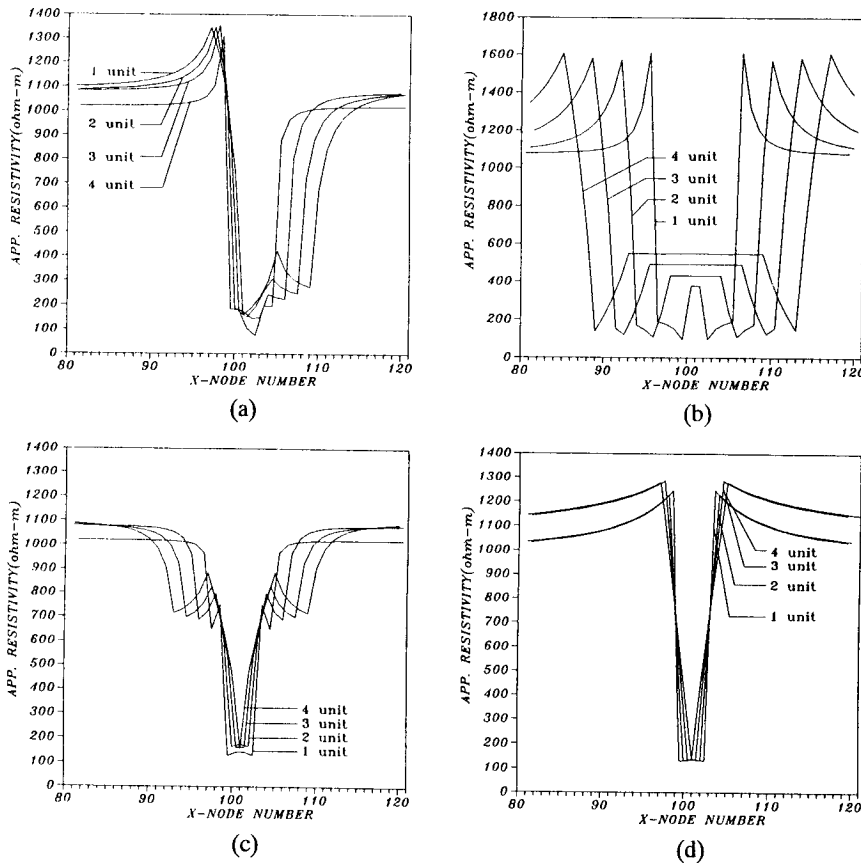 1400
1300
1200
1100
1000
900
800
700
600
500
400
300
200
100
0
APP. RESISTIVITY(ohm-m)
1 unit
2 unit
3 unit
4 unit
80
90
100
110
120
X-NODE NUMBER
(a)
1800
1600
1400
1200
1000
800
600
400
200
0
APP. RESISTIVITY(ohm-m)
4 unit
3 unit
2 unit
1 unit
80
90
100
110
120
X-NODE NUMBER
(b)
1400
1300
1200
1100
1000
900
800
700
600
500
400
300
200
100
0
APP. RESISTIVITY(ohm-m)
4 unit
3 unit
2 unit
1 unit
80
90
100
110
120
X-NODE NUMBER
(c)
1400
1300
1200
1100
1000
900
800
700
600
500
400
300
200
100
0
APP. RESISTIVITY(ohm-m)
4 unit
3 unit
2 unit
1 unit
80
90
100
110
120
X-NODE NUMBER
(d)